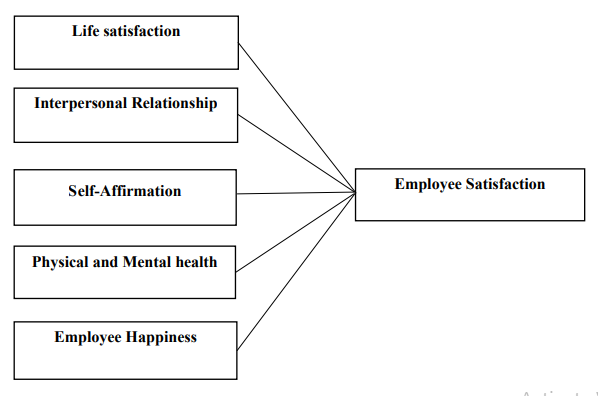 Life satisfaction
Interpersonal Relationship
Self-Affirmation
Employee Satisfaction
Physical and Mental health
Employee Happiness